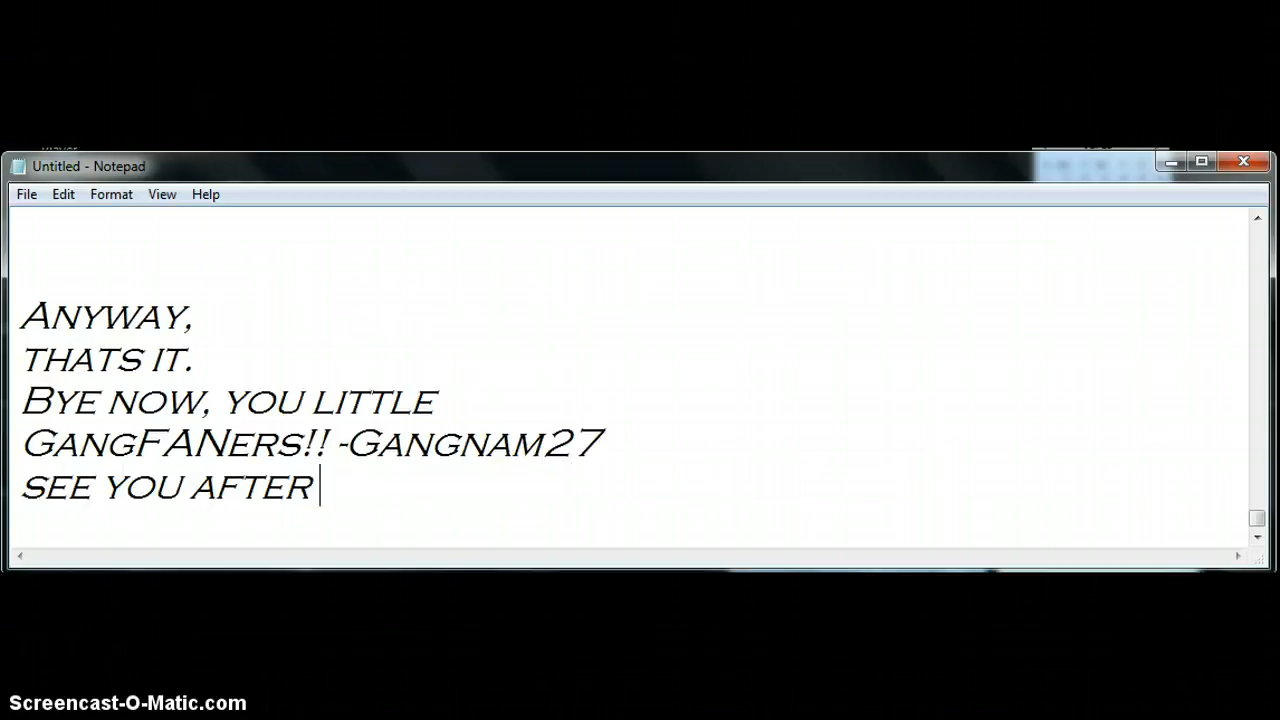 Untitled - Notepad
File Edit Format View Help
Anyway,
thats it.
Bye now, you little
GangFANers!! -Gangnam27
see you after
Screencast-O-Matic.com